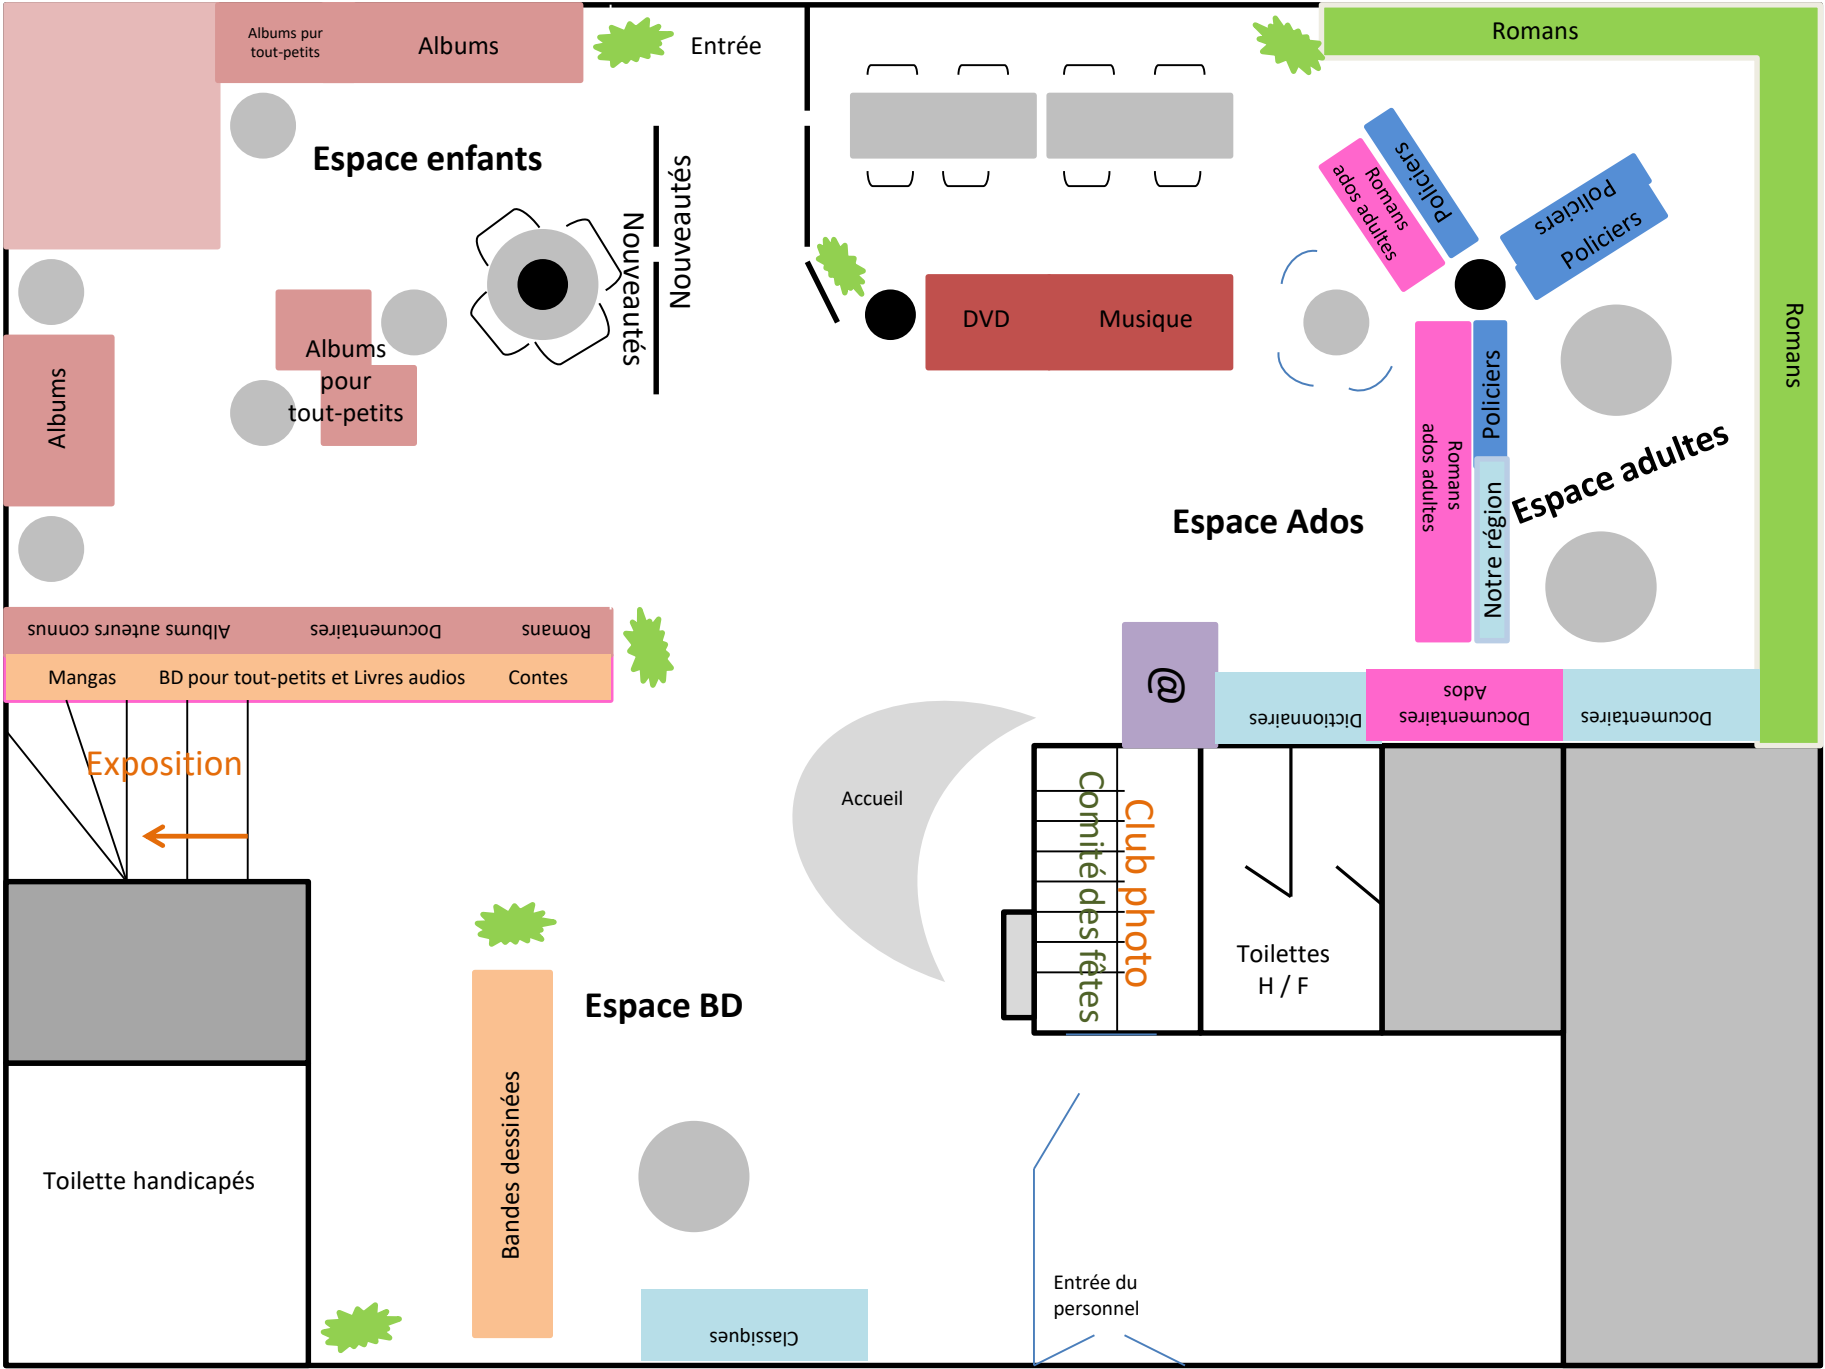 Albums pur
tout-petits
Albums
Entrée
Romans
Espace enfants
Nouveautés
Nouveautés
Policiers
Romans
ados adultes
Policiers
Policiers
DVD
Musique
Romans
Albums
pour
tout-petits
Albums
Policiers
Romans
ados adultes
Espace adultes
Espace Ados
Notre région
Albums auteurs connus
Documentaires
Romans
Mangas
BD pour tout-petits et Livres audios
Contes
@
Dictionnaires
Documentaires
Ados
Documentaires
Exposition
Accueil
Comité des fêtes
Club photo
Toilettes
H / F
Espace BD
Bandes dessinées
Toilette handicapés
Entrée du
personnel
Classiques